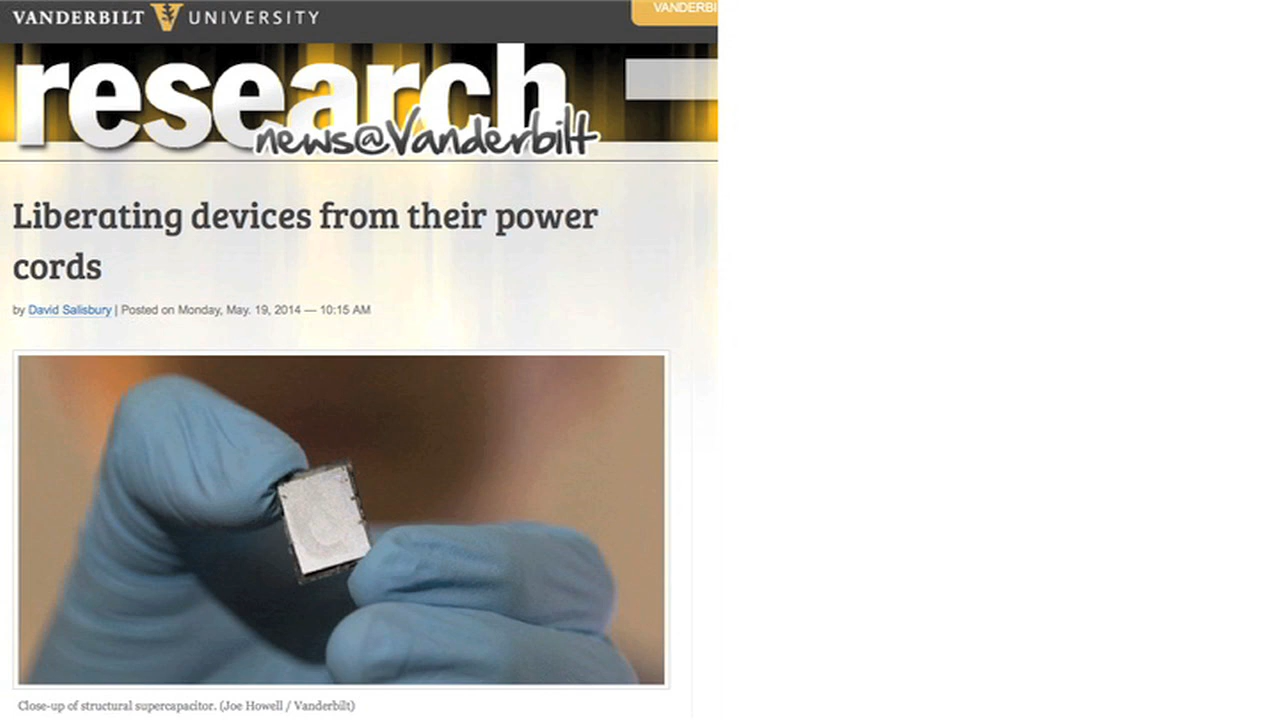 VANDERBILT UNIVERSITY
VANDERBI
research
news@Vanderbilt
Liberating devices from their power
cords
by David Salisbury | Posted on Monday, May. 19, 2014 — 10:15 AM
Close-up of structural supercapacitor. (Joe Howell / Vanderbilt)